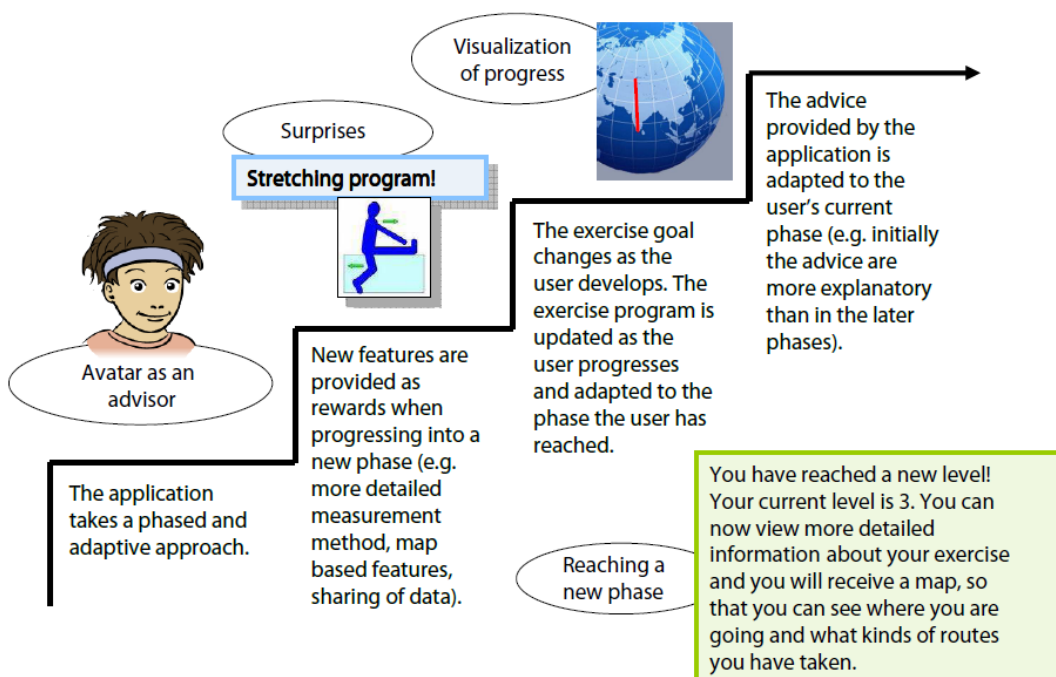 Visualization
of progress
Surprises
Stretching program!
Avatar as an
advisor
The application
takes a phased and
adaptive approach.
New features are
provided as
rewards when
progressing into a
new phase (e.g.
more detailed
measurement
method, map
based features,
sharing of data).
The exercise goal
changes as the
user develops. The
exercise program is
updated as the
user progresses
and adapted to the
phase the user has
reached.
The advice
provided by the
application is
adapted to the
user's current
phase (e.g. initially
the advice are
more explanatory
than in the later
phases).
Reaching a
new phase
You have reached a new level!
Your current level is 3. You can
now view more detailed
information about your exercise
and you will receive a map, so
that you can see where you are
going and what kinds of routes
you have taken.